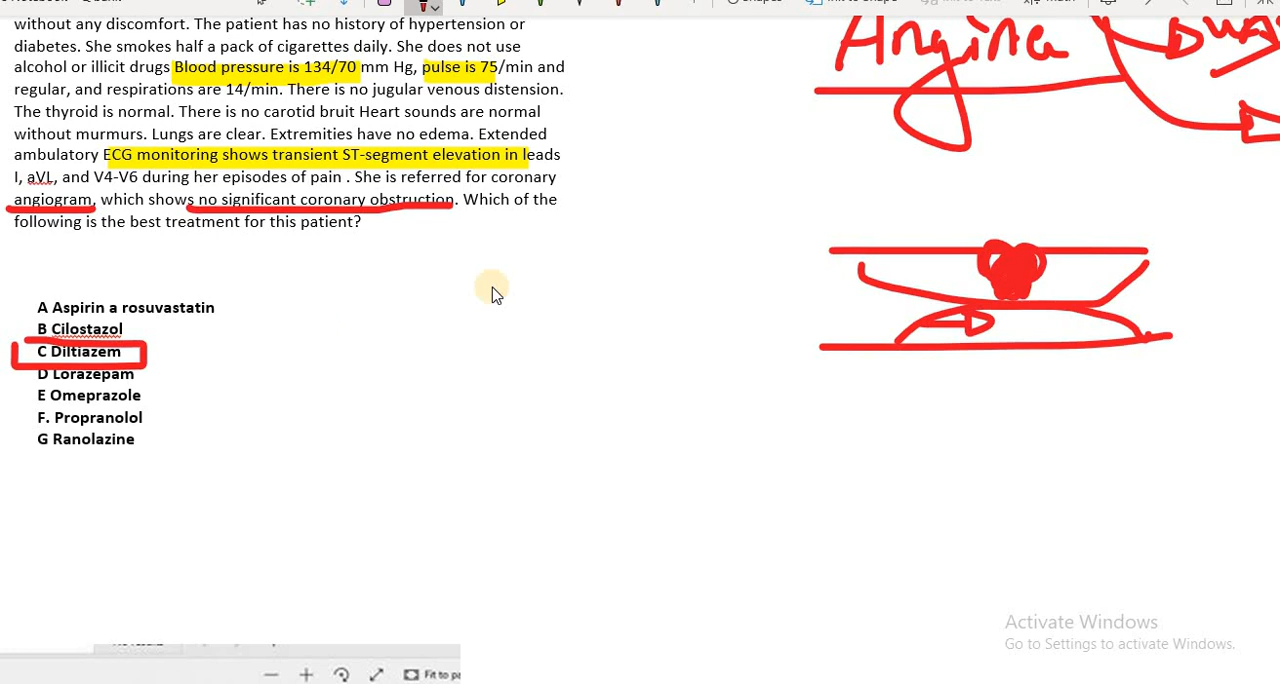 without any discomfort. The patient has no history of hypertension or
diabetes. She smokes half a pack of cigarettes daily. She does not use
alcohol or illicit drugs Blood pressure is 134/70 mm Hg, pulse is 75/min and
regular, and respirations are 14/min. There is no jugular venous distension.
The thyroid is normal. There is no carotid bruit Heart sounds are normal
without murmurs. Lungs are clear. Extremities have no edema. Extended
ambulatory ECG monitoring shows transient ST-segment elevation in leads
I, aVL, and V4-V6 during her episodes of pain . She is referred for coronary
angiogram, which shows no significant coronary obstruction. Which of the
following is the best treatment for this patient?
Angina
A Aspirin a rosuvastatin
B Cilostazol
C Diltiazem
D Lorazepam
E Omeprazole
F. Propranolol
G Ranolazine
Activate Windows
Go to Settings to activate Windows.
Fit to pa